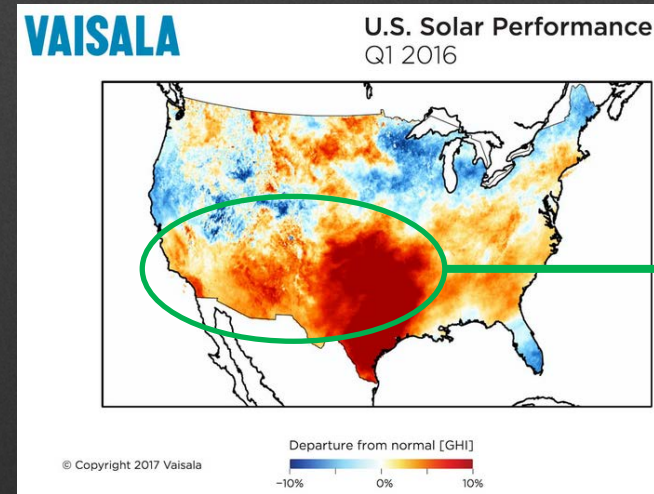 VAISALA
U.S. Solar Performance
Q1 2016
Departure from normal [GHI]
© Copyright 2017 Vaisala
-10% 0% 10%